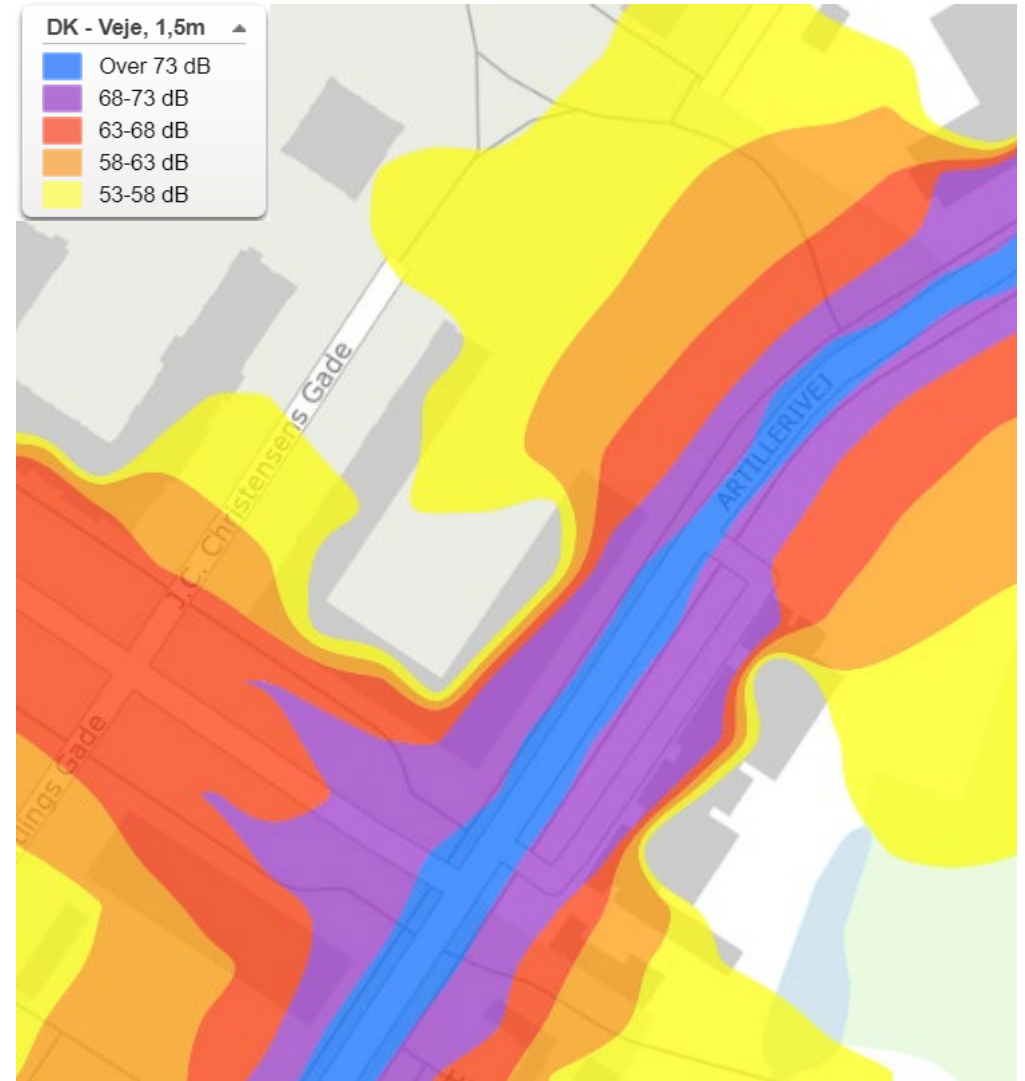 DK - Veje, 1,5m
Over 73 dB
68-73 dB
63-68 dB
58-63 dB
53-58 dB
J.C. Christensens Gade
ARTILLERIVEJ
Gade